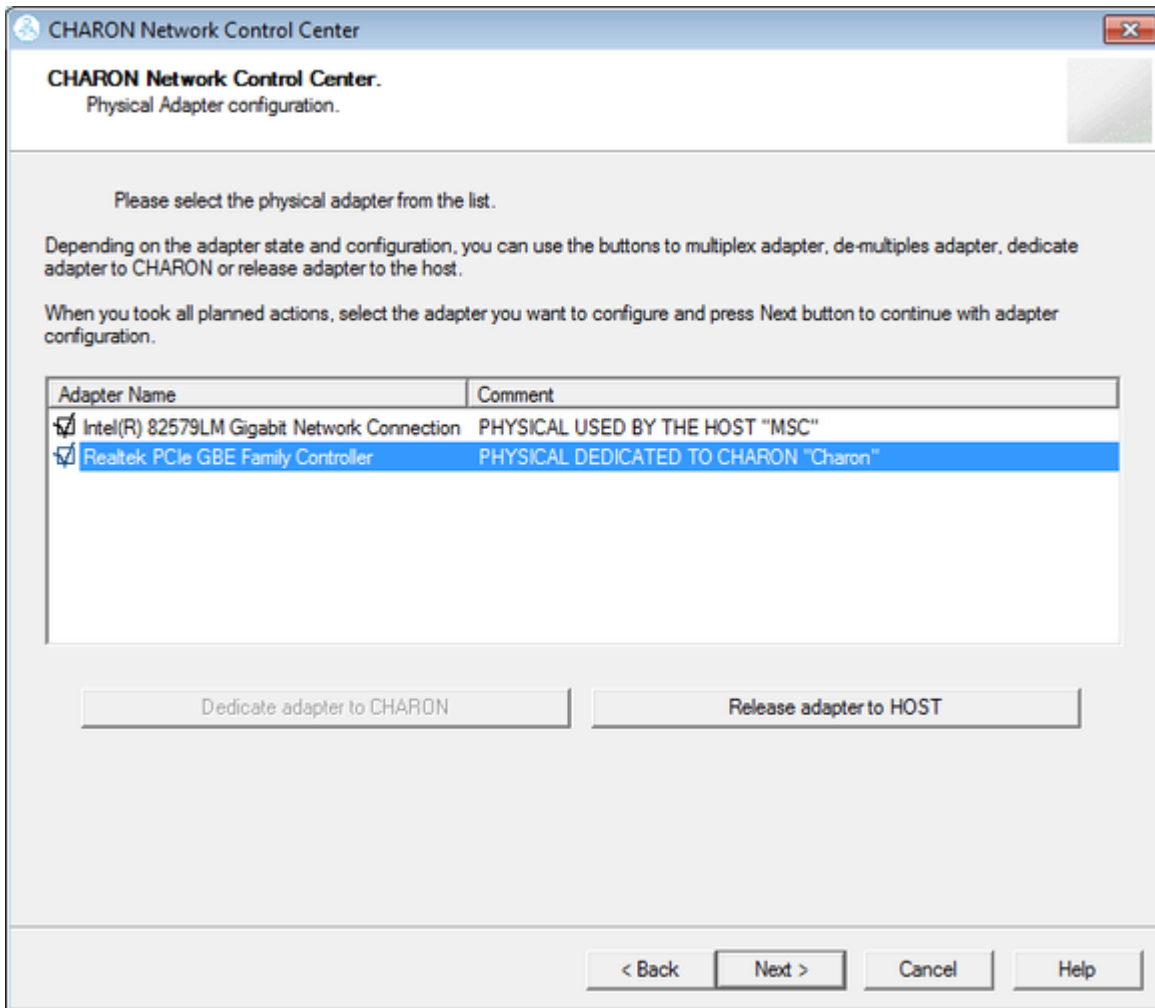 CHARON Network Control Center
CHARON Network Control Center.
Physical Adapter configuration.
Please select the physical adapter from the list.
Depending on the adapter state and configuration, you can use the buttons to multiplex adapter, de-multiples adapter, dedicate
adapter to CHARON or release adapter to the host.
When you took all planned actions, select the adapter you want to configure and press Next button to continue with adapter
configuration.
Adapter Name Comment
Intel(R) 82579LM Gigabit Network Connection PHYSICAL USED BY THE HOST "MSC"
Realtek PCIe GBE Family Controller PHYSICAL DEDICATED TO CHARON "Charon"
Dedicate adapter to CHARON Release adapter to HOST
< Back Next > Cancel Help